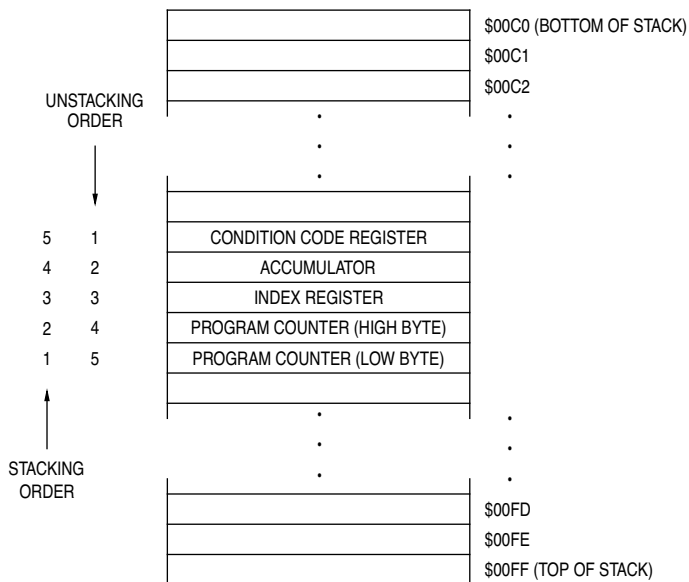 $00C0 (BOTTOM OF STACK)
$00C1
$00C2
UNSTACKING
ORDER
5 1 CONDITION CODE REGISTER
4 2 ACCUMULATOR
3 3 INDEX REGISTER
2 4 PROGRAM COUNTER (HIGH BYTE)
1 5 PROGRAM COUNTER (LOW BYTE)
STACKING
ORDER
$00FD
$00FE
$00FF (TOP OF STACK)